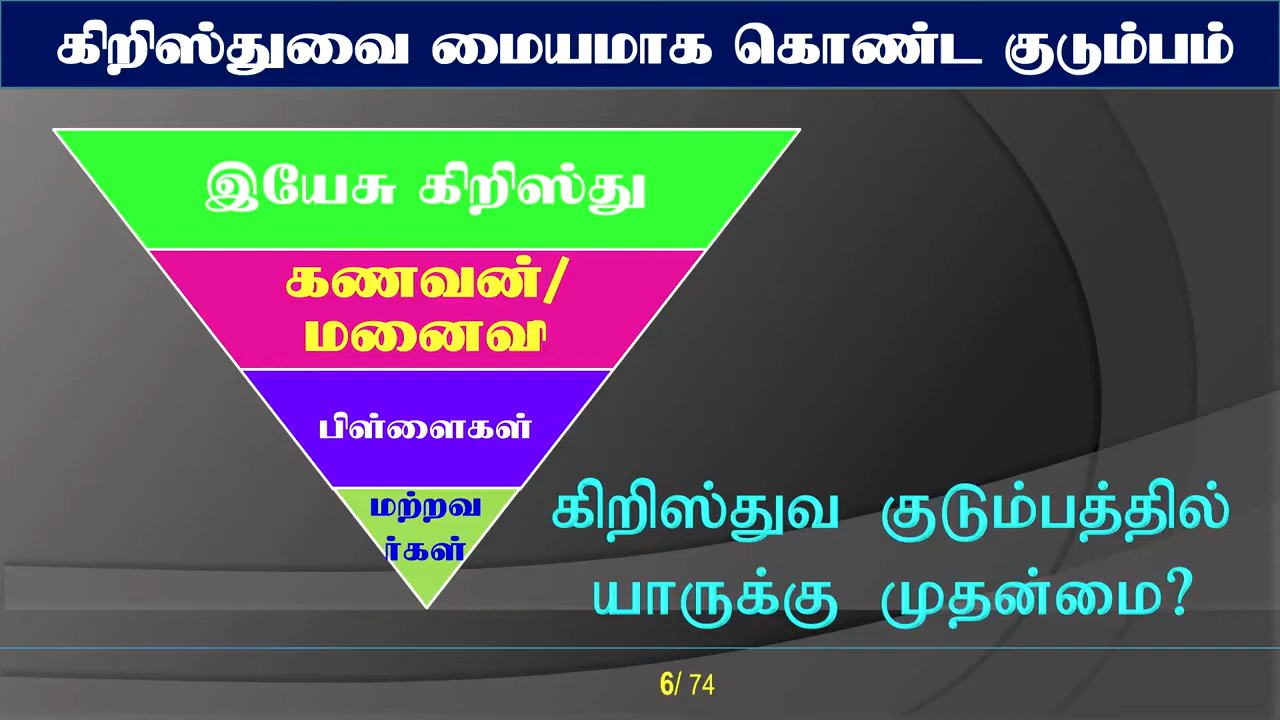 கிறிஸ்துவை மையமாக கொண்ட குடும்பம்
இயேசு கிறிஸ்து
கணவன்/
மனைவி
பிள்ளைகள்
மற்றவ
ர்கள்
கிறிஸ்துவ குடும்பத்தில்
யாருக்கு முதன்மை?
6/ 74